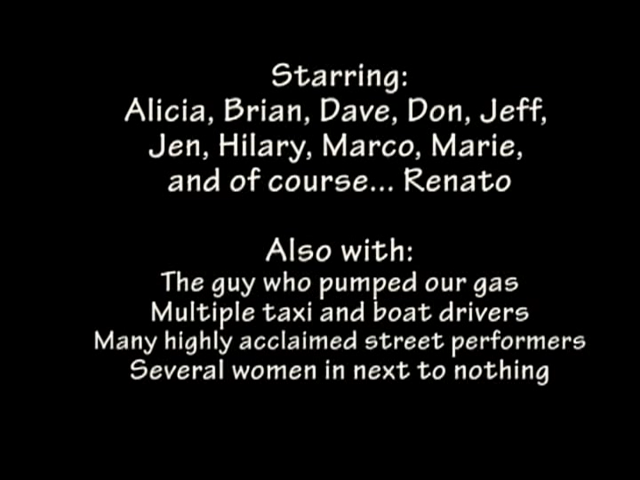 Starring:
Alicia, Brian, Dave, Don, Jeff,
Jen, Hilary, Marco, Marie,
and of course... Renato
Also with:
The guy who pumped our gas
Multiple taxi and boat drivers
Many highly acclaimed street performers
Several women in next to nothing